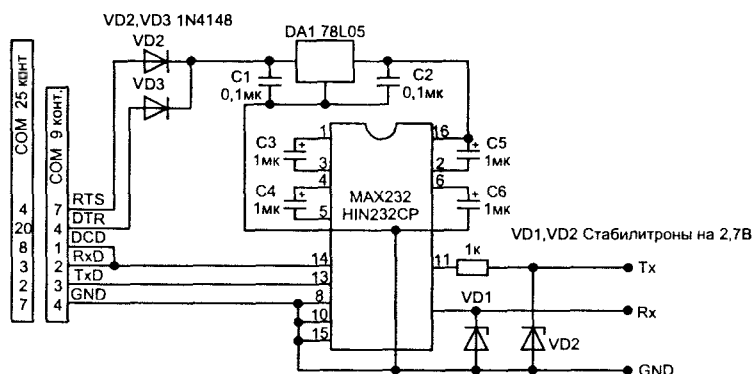 VD2,VD3 1N4148
VD2
VD3
DA1 78L05
C1
0,1мк
C2
0,1мк
COM 25 конт
COM 9 конт.
C3
1мк
+
C4
1мк
+
C5
1мк
+
C6
1мк
+
1
3
4
5
16
2
6
MAX232
HIN232CP
14
13
8
10
15
11
4
20
8
3
2
7
7
4
1
2
3
4
RTS
DTR
DCD
RxD
TxD
GND
VD1,VD2 Стабилитроны на 2,7В
1к
Tx
VD1
Rx
VD2
GND